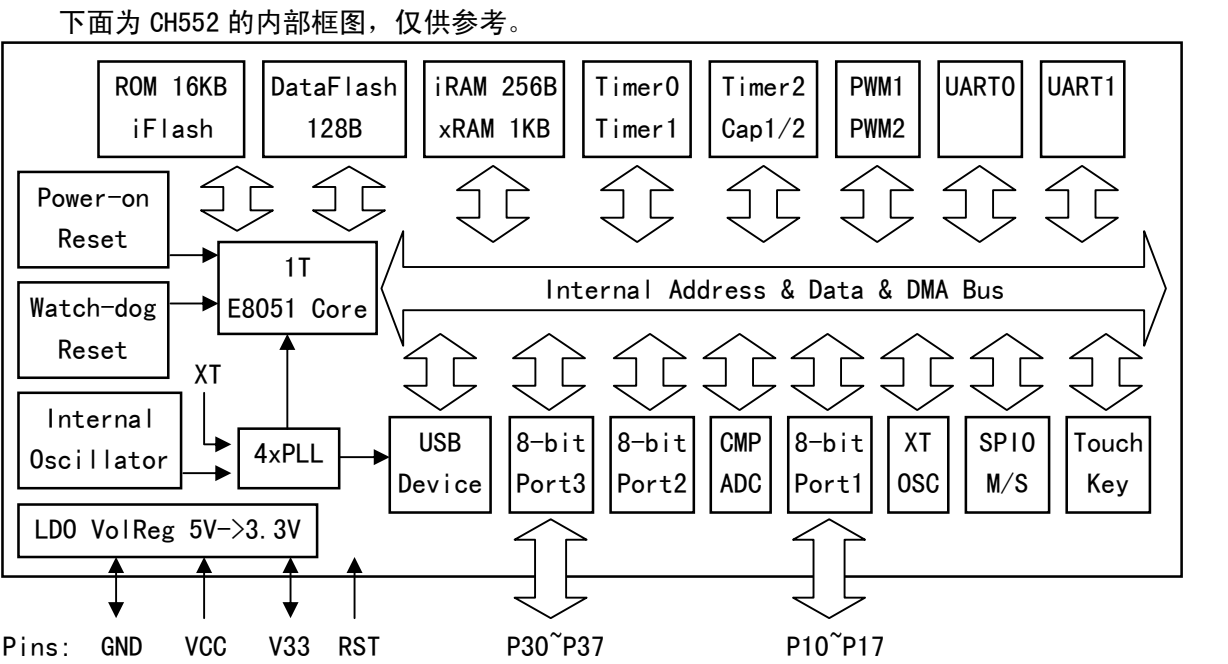 下面为 CH552 的内部框图，仅供参考。
ROM 16KB
iFlash
DataFlash
128B
iRAM 256B
xRAM 1KB
Timer0
Timer1
Timer2
Cap1/2
PWM1
PWM2
UART0
UART1
Power-on
Reset
1T
E8051 Core
Internal Address & Data & DMA Bus
Watch-dog
Reset
XT
Internal
Oscillator
4xPLL
USB
Device
8-bit
Port3
8-bit
Port2
CMP
ADC
8-bit
Port1
XT
OSC
SPI0
M/S
Touch
Key
LDO VolReg 5V->3.3V
Pins: GND VCC V33 RST P30~P37 P10~P17